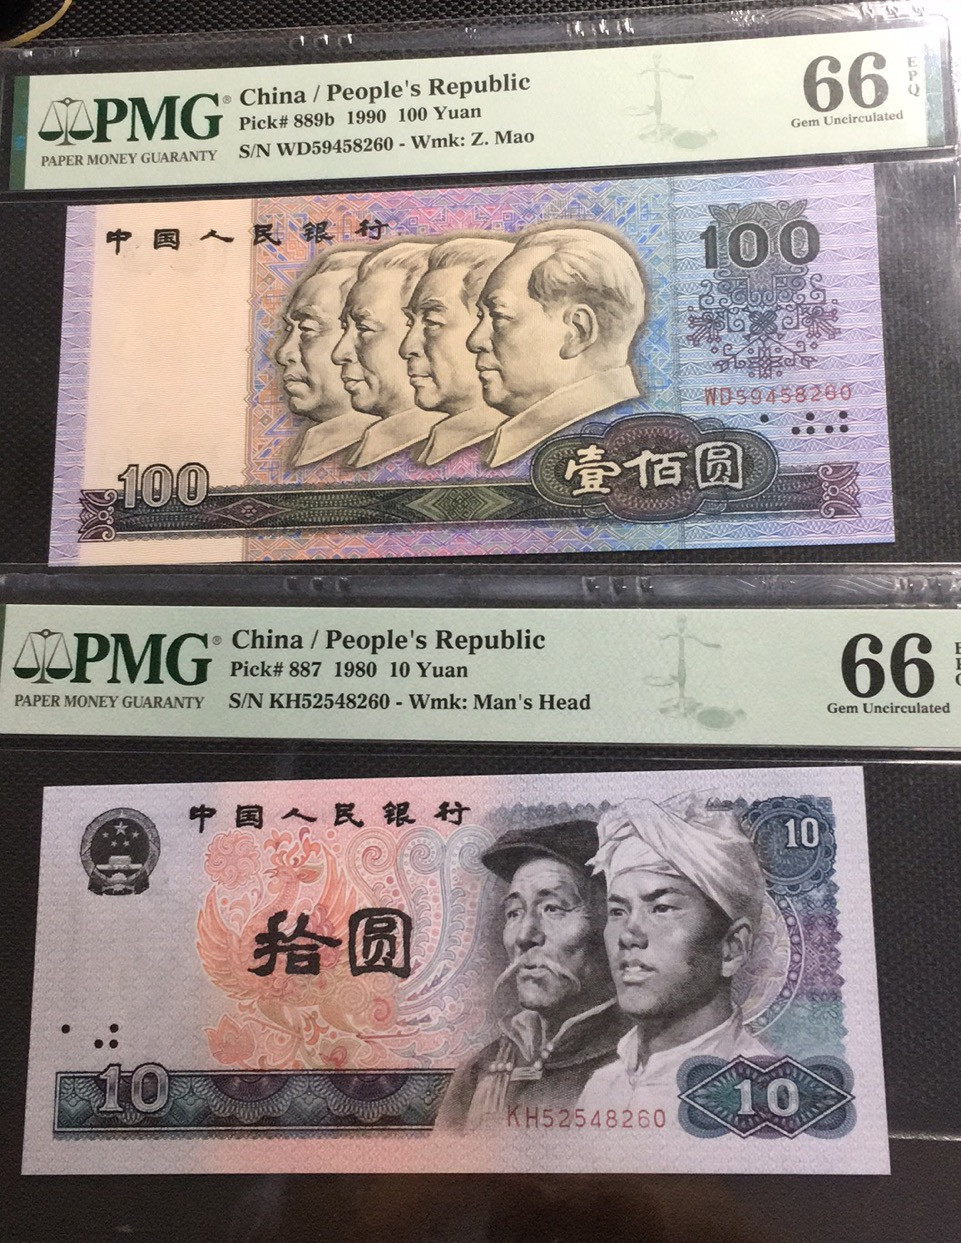 PMG®
PAPER MONEY GUARANTY
China / People's Republic
Pick# 889b 1990 100 Yuan
S/N WD59458260 - Wmk: Z. Mao
66
EPQ
Gem Uncirculated
中国人民银行
100
WD59458260
壹佰圆
100
PMG®
PAPER MONEY GUARANTY
China / People's Republic
Pick# 887 1980 10 Yuan
S/N KH52548260 - Wmk: Man's Head
66
Gem Uncirculated
中国人民银行
10
拾圆
10
KH52548260
10